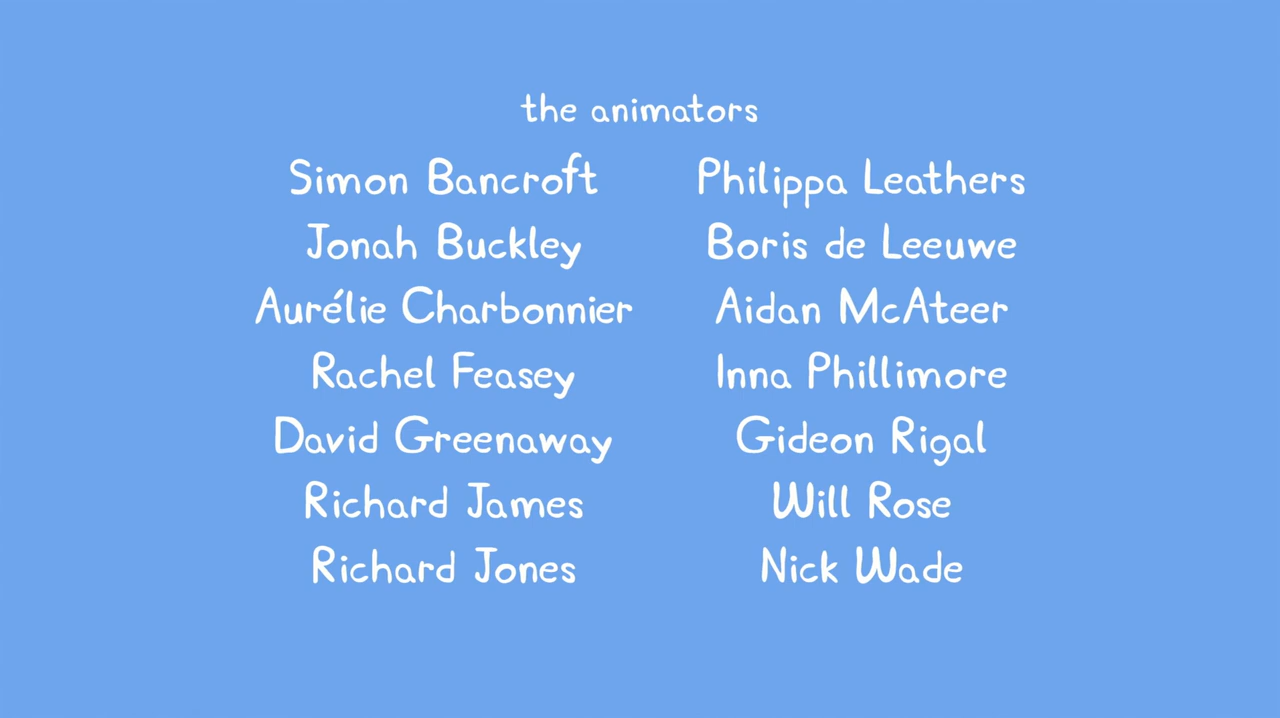 the animators
Simon Bancroft
Jonah Buckley
Aurélie Charbonnier
Rachel Feasey
David Greenaway
Richard James
Richard Jones
Philippa Leathers
Boris de Leeuwe
Aidan McAteer
Inna Phillimore
Gideon Rigal
Will Rose
Nick Wade